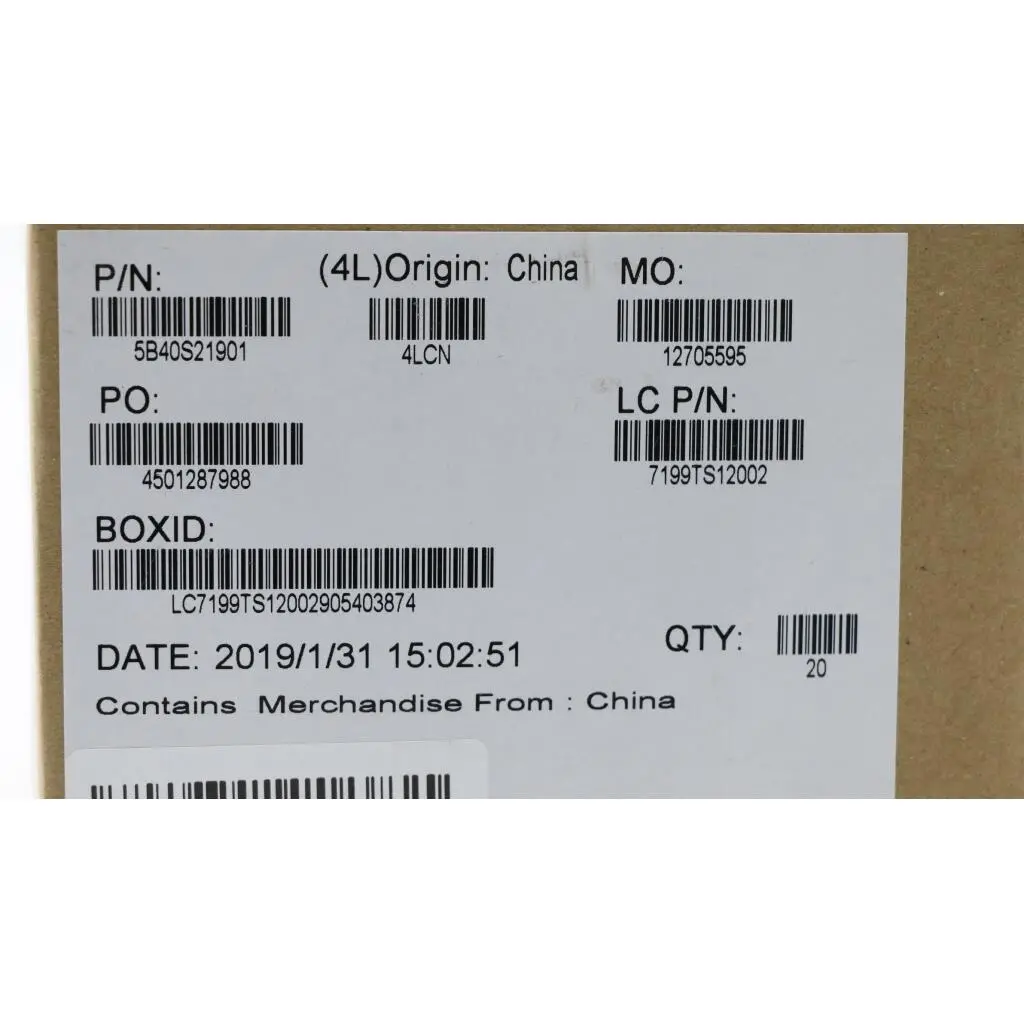 P/N: (4L)Origin: China MO:
5B40S21901 4LCN 12705595
PO: LC P/N:
4501287988 7199TS12002
BOXID:
LC7199TS12002905403874
DATE: 2019/1/31 15:02:51 QTY:
20
Contains Merchandise From : China